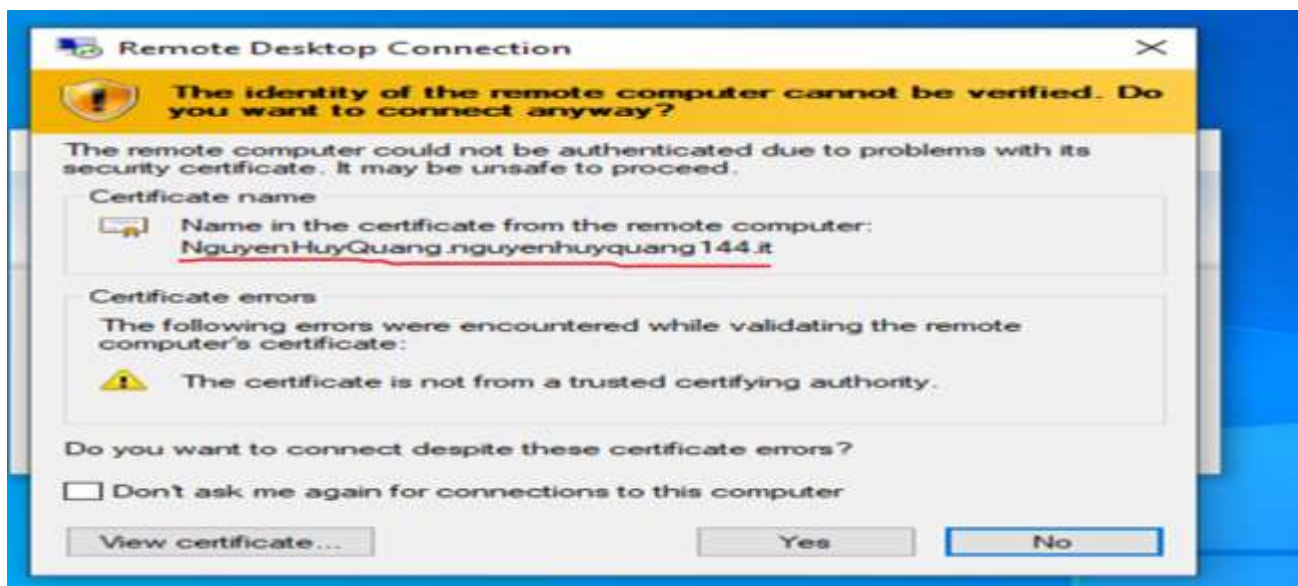 Remote Desktop Connection
The identity of the remote computer cannot be verified. Do
you want to connect anyway?
The remote computer could not be authenticated due to problems with its
security certificate. It may be unsafe to proceed.
Certificate name
Name in the certificate from the remote computer:
NguyenHuyQuang.nguyenhuyquang144.it
Certificate errors
The following errors were encountered while validating the remote
computer's certificate:
The certificate is not from a trusted certifying authority.
Do you want to connect despite these certificate errors?
Don't ask me again for connections to this computer
View certificate...
Yes
No